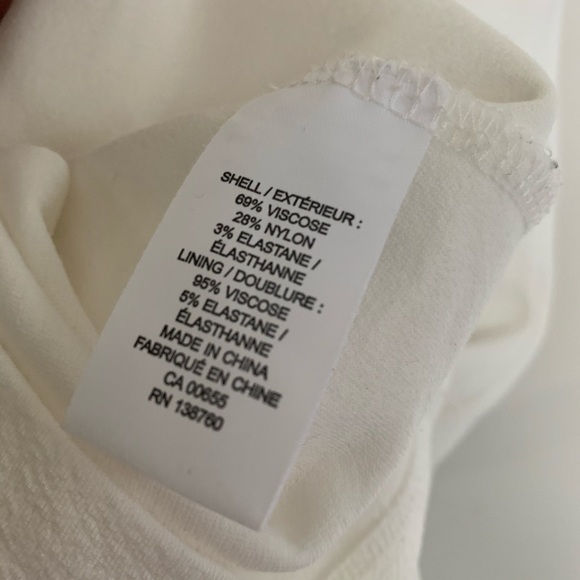 SHELL / EXTÉRIEUR :
69% VISCOSE
28% NYLON
3% ELASTANE /
ÉLASTHANNE
LINING / DOUBLURE :
95% VISCOSE
5% ELASTANE /
ÉLASTHANNE
MADE IN CHINA
FABRIQUÉ EN CHINE
CA 00655
RN 138760